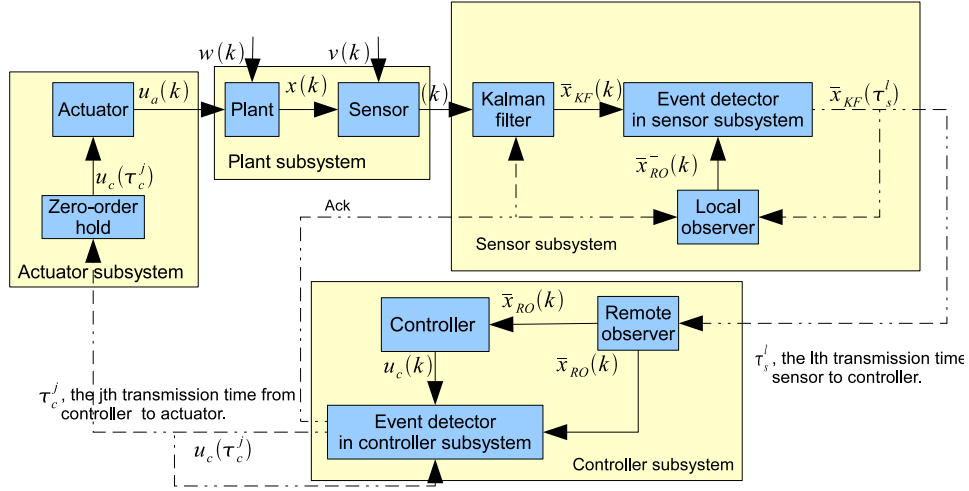 w(k)
v(k)
Actuator
u_a(k)
Plant
x(k)
Sensor
(k)
Kalman
filter
x̅_KF(k)
Event detector
in sensor subsystem
x̅_KF(τ_s^l)
Plant subsystem
u_c(τ_c^j)
x̅_RO^-(k)
Zero-order
hold
Ack
Local
observer
Sensor subsystem
Actuator subsystem
x̅_RO(k)
Controller
Remote
observer
u_c(k)
x̅_RO(k)
τ_s^l, the lth transmission time
sensor to controller.
τ_c^j, the jth transmission time from
controller to actuator.
Event detector
in controller subsystem
u_c(τ_c^j)
Controller subsystem